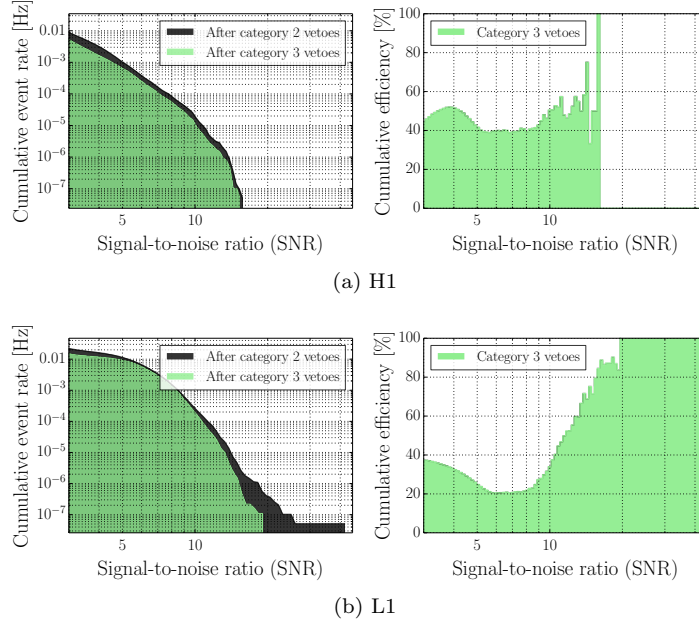 Cumulative event rate [Hz]
0.01
10⁻³
10⁻⁴
10⁻⁵
10⁻⁶
10⁻⁷
After category 2 vetoes
After category 3 vetoes
5
10
Signal-to-noise ratio (SNR)
Cumulative efficiency [%]
100
80
60
40
20
0
Category 3 vetoes
5
10
Signal-to-noise ratio (SNR)
(a) H1
Cumulative event rate [Hz]
0.01
10⁻³
10⁻⁴
10⁻⁵
10⁻⁶
10⁻⁷
After category 2 vetoes
After category 3 vetoes
5
10
Signal-to-noise ratio (SNR)
Cumulative efficiency [%]
100
80
60
40
20
0
Category 3 vetoes
5
10
Signal-to-noise ratio (SNR)
(b) L1